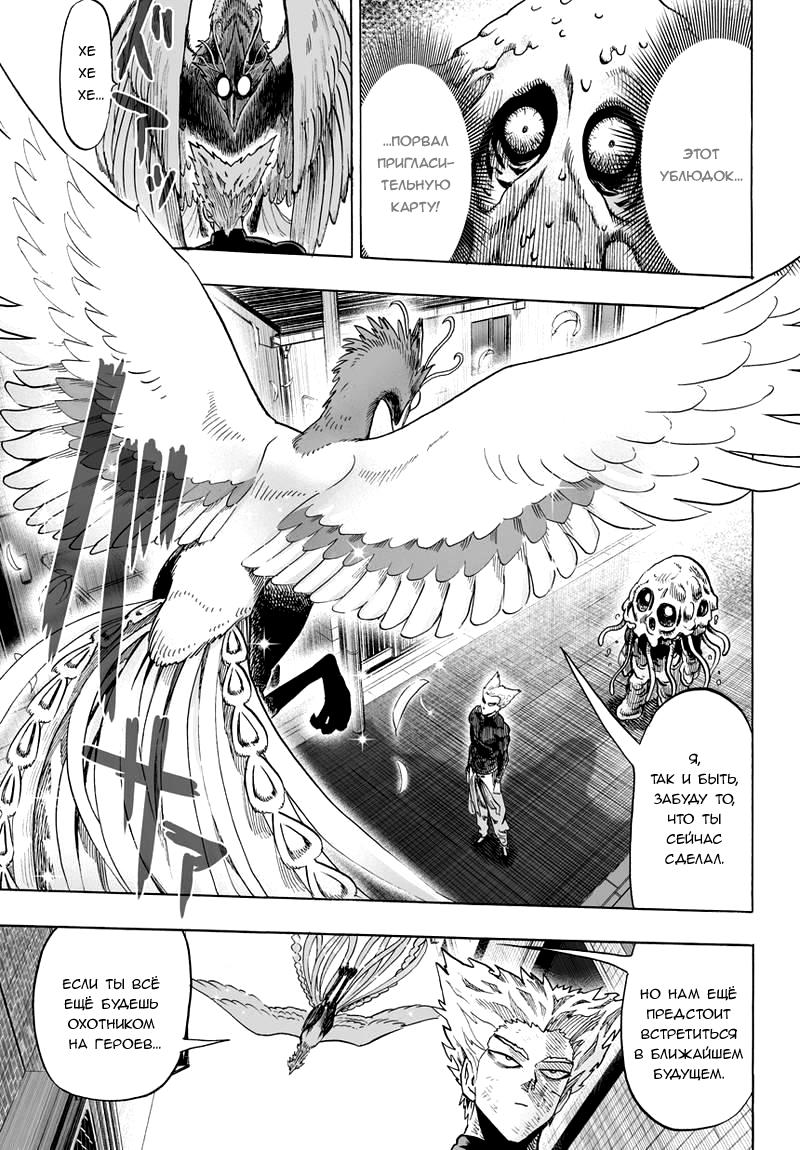 ЭТОТ
УБЛЮДОК...
...ПОРВАЛ
ПРИГЛАСИ-
ТЕЛЬНУЮ
КАРТУ!
ХЕ
ХЕ
ХЕ...
Я,
ТАК И БЫТЬ,
ЗАБУДУ ТО,
ЧТО ТЫ
СЕЙЧАС
СДЕЛАЛ.
НО НАМ ЕЩЁ
ПРЕДСТОИТ
ВСТРЕТИТЬСЯ
В БЛИЖАЙШЕМ
БУДУЩЕМ.
ЕСЛИ ТЫ ВСЁ
ЕЩЁ БУДЕШЬ
ОХОТНИКОМ
НА ГЕРОЕВ...